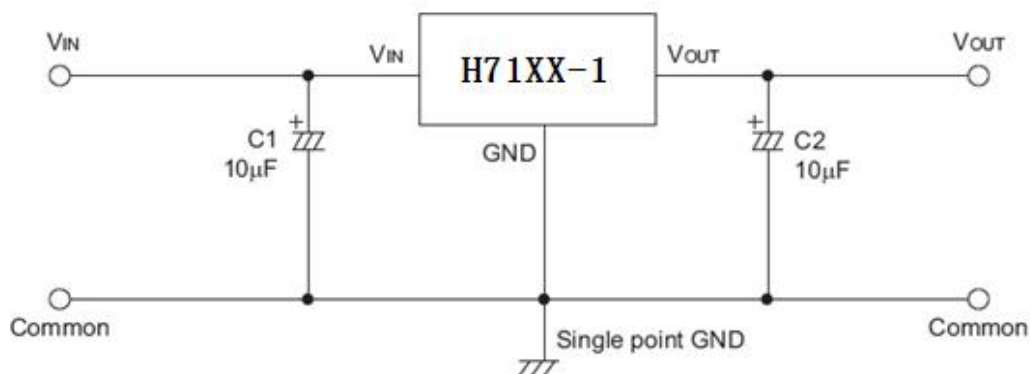 VIN
VIN
H71XX-1
VOUT
VOUT
+
C1
10μF
GND
+
C2
10μF
Common
Single point GND
Common